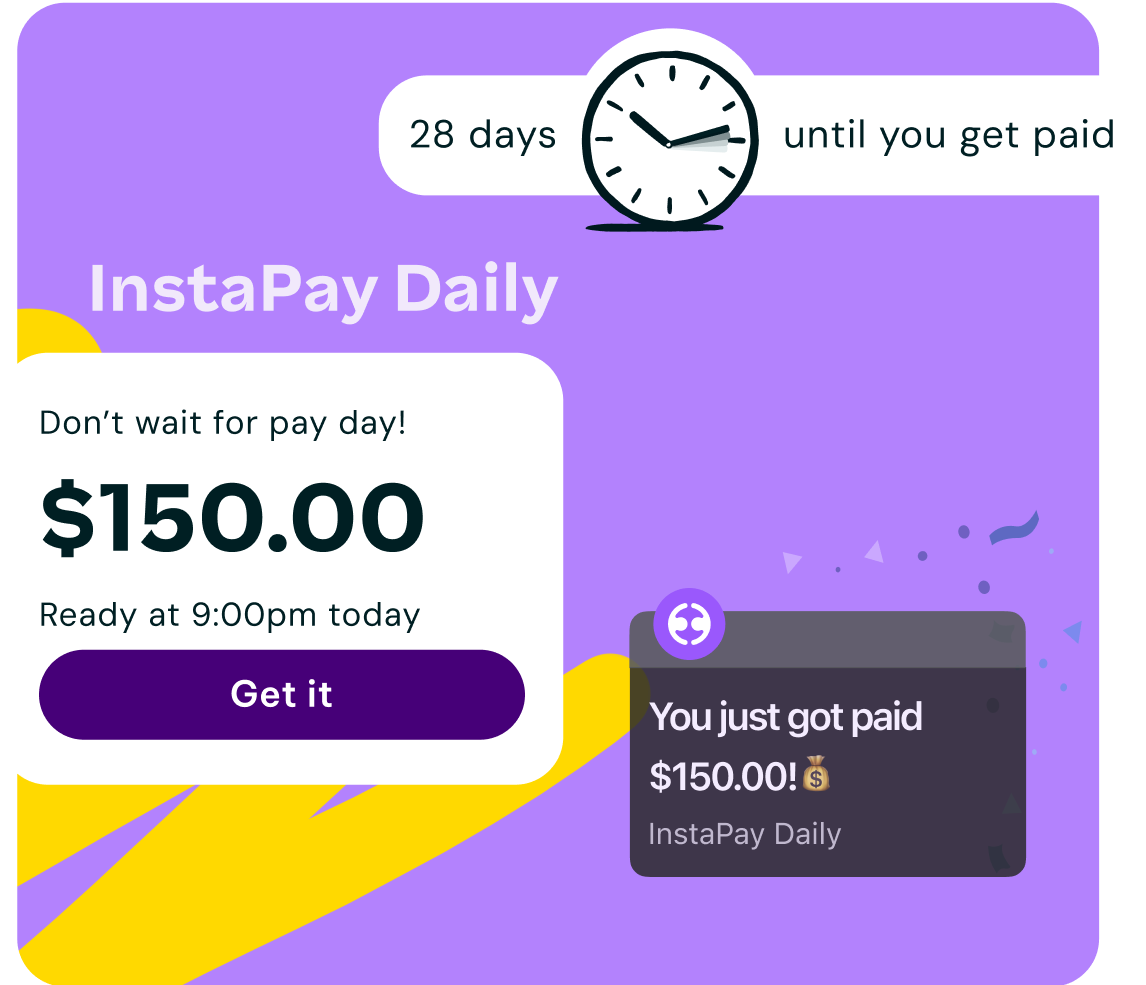 28 days until you get paid
InstaPay Daily
Don’t wait for pay day!
$150.00
Ready at 9:00pm today
Get it
You just got paid
$150.00!💰
InstaPay Daily